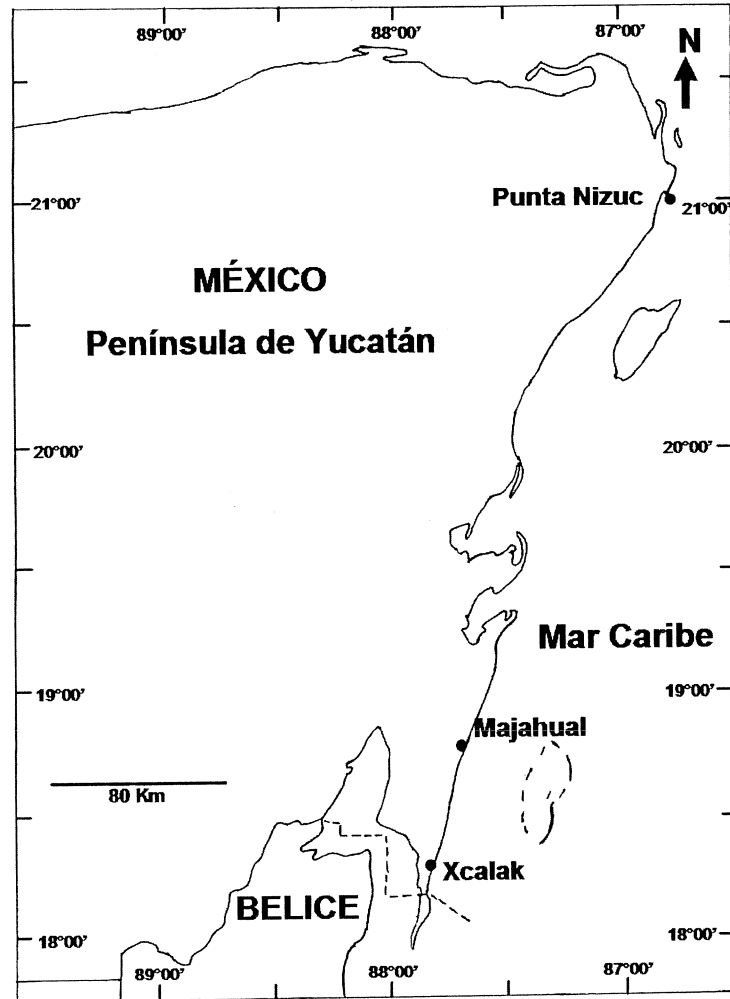 89°00'
88°00'
87°00'
N
Punta Nizuc
21°00'
21°00'
MÉXICO
Península de Yucatán
20°00'
20°00'
Mar Caribe
19°00'
19°00'
Majahual
80 Km
Xcalak
BELICE
18°00'
18°00'
89°00'
88°00'
87°00'